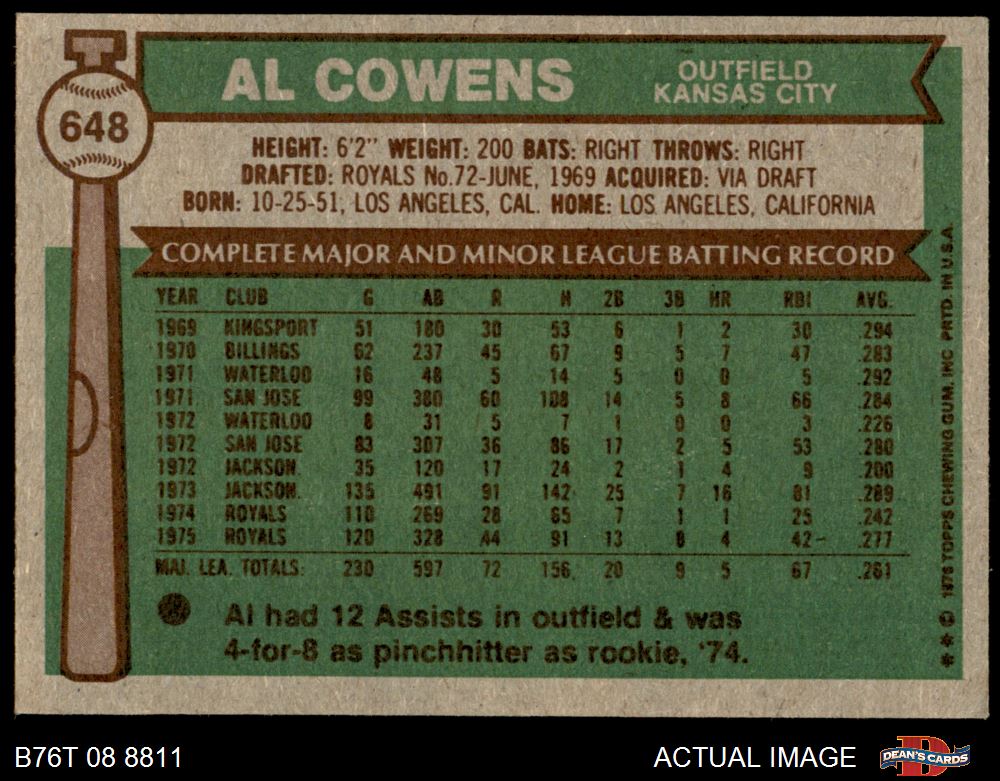 AL COWENS
OUTFIELD
KANSAS CITY
648
HEIGHT: 6'2" WEIGHT: 200 BATS: RIGHT THROWS: RIGHT
DRAFTED: ROYALS No.72-JUNE, 1969 ACQUIRED: VIA DRAFT
BORN: 10-25-51, LOS ANGELES, CAL. HOME: LOS ANGELES, CALIFORNIA
COMPLETE MAJOR AND MINOR LEAGUE BATTING RECORD
YEAR CLUB G AB R H 2B 3B HR RBI AVG.
1969 KINGSPORT 51 180 30 53 6 1 2 30 .294
1970 BILLINGS 62 237 45 67 9 5 7 47 .283
1971 WATERLOO 16 48 5 14 5 0 0 5 .292
1971 SAN JOSE 99 380 60 108 14 5 8 66 .284
1972 WATERLOO 8 31 5 7 1 0 0 3 .226
1972 SAN JOSE 83 307 36 86 17 2 5 53 .280
1972 JACKSON 35 120 17 24 2 1 4 9 .200
1973 JACKSON 135 491 91 142 25 7 16 81 .289
1974 ROYALS 110 269 28 65 7 1 1 25 .242
1975 ROYALS 120 328 44 91 13 8 4 42 .277
MAJ. LEA. TOTALS: 230 597 72 156 20 9 5 67 .261
Al had 12 Assists in outfield & was
4-for-8 as pinchhitter as rookie, '74.
** © 1976 TOPPS CHEWING GUM, INC PRTD. IN U.S.A.
B76T 08 8811
ACTUAL IMAGE
DEAN'S CARDS